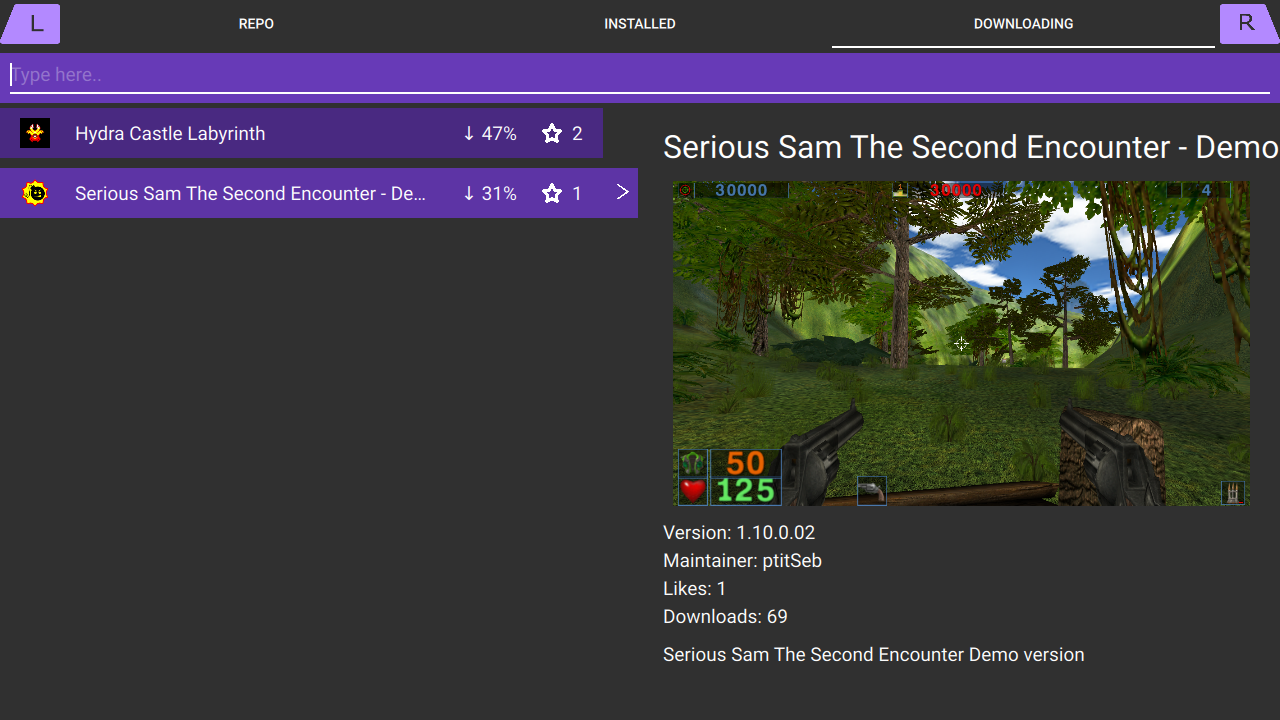 L
REPO
INSTALLED
DOWNLOADING
R
Type here..
Hydra Castle Labyrinth ↓ 47% 2
Serious Sam The Second Encounter - De... ↓ 31% 1 >
Serious Sam The Second Encounter - Demo
30000 30000 4
50
125
Version: 1.10.0.02
Maintainer: ptitSeb
Likes: 1
Downloads: 69
Serious Sam The Second Encounter Demo version